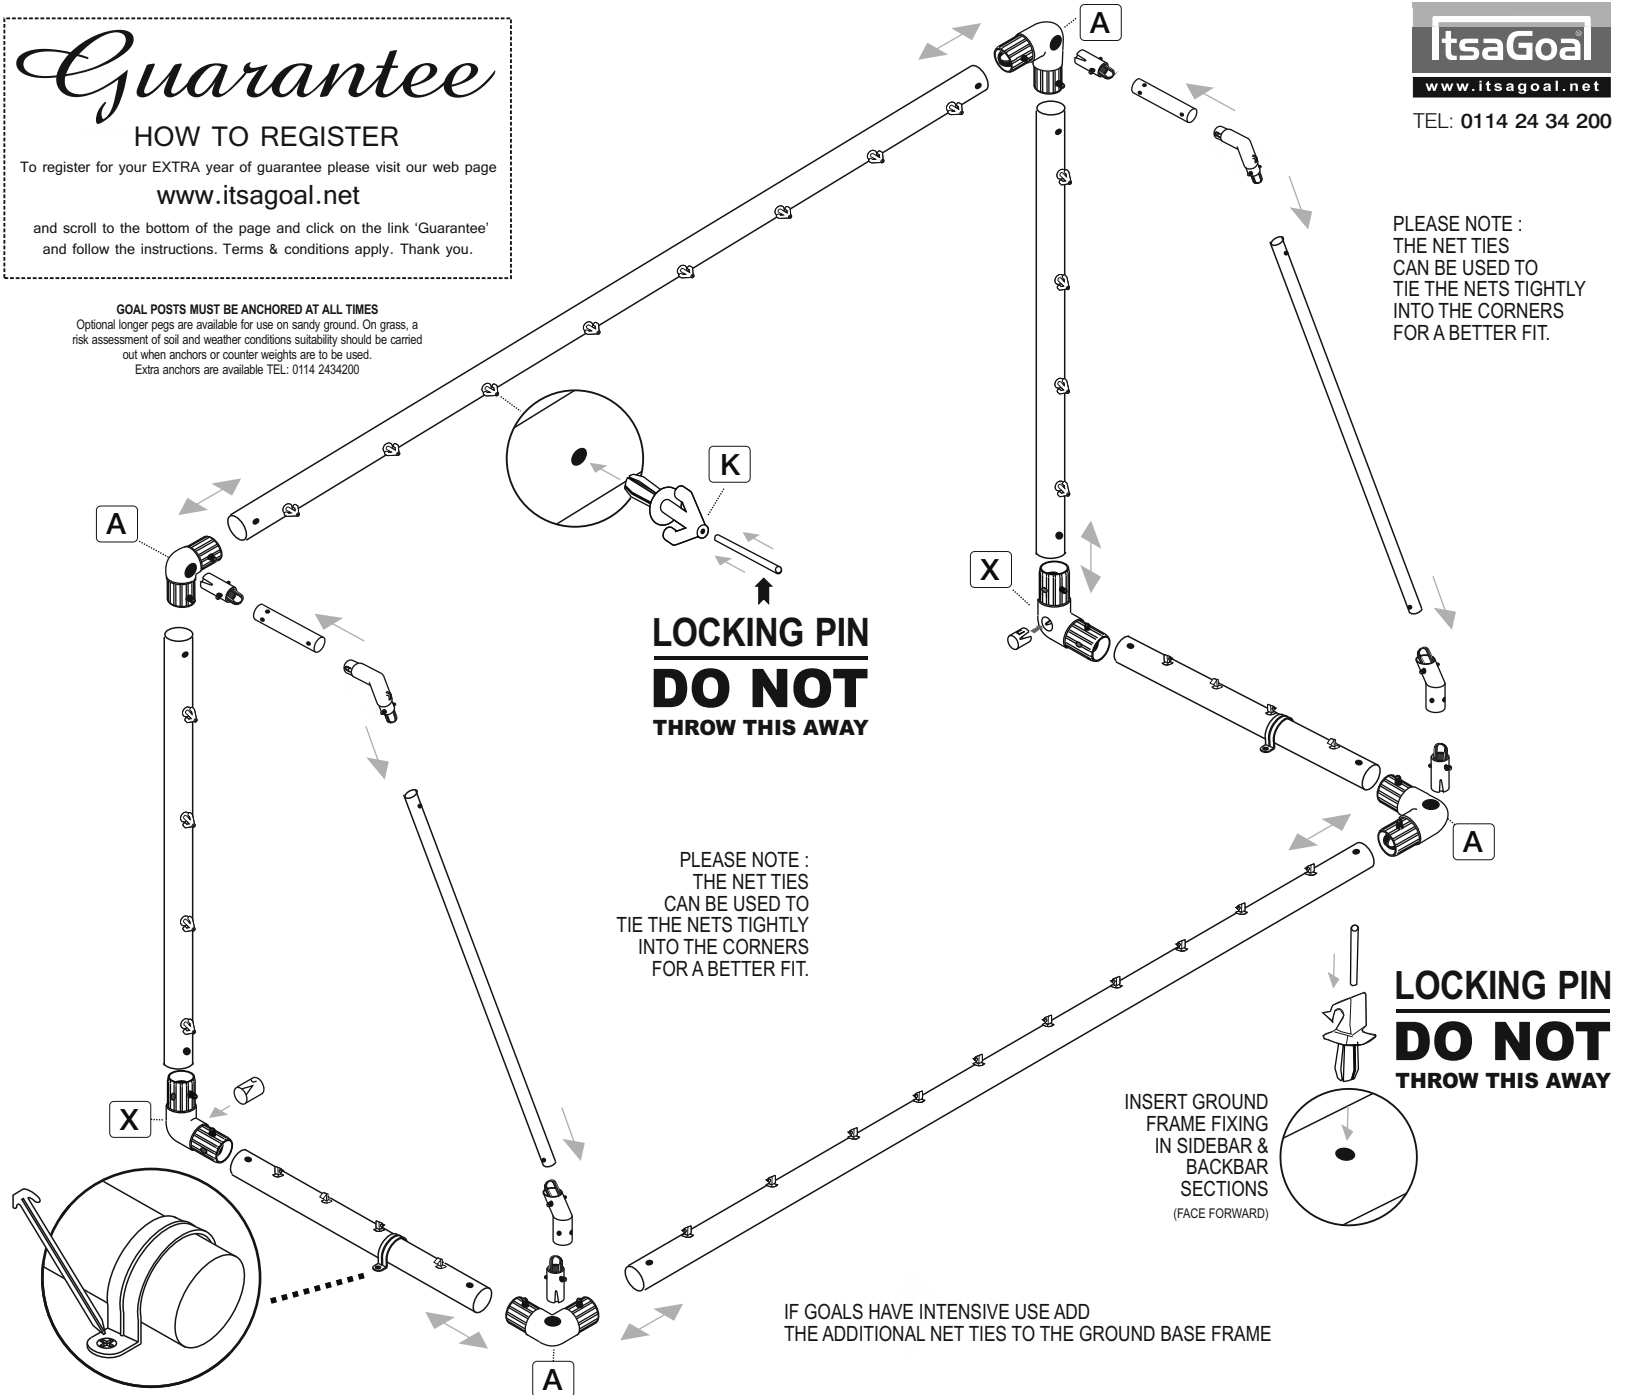 Guarantee
HOW TO REGISTER
To register for your EXTRA year of guarantee please visit our web page
www.itsagoal.net
and scroll to the bottom of the page and click on the link ‘Guarantee’
and follow the instructions. Terms & conditions apply. Thank you.
GOAL POSTS MUST BE ANCHORED AT ALL TIMES
Optional longer pegs are available for use on sandy ground. On grass, a
risk assessment of soil and weather conditions suitability should be carried
out when anchors or counter weights are to be used.
Extra anchors are available TEL: 0114 2434200
A
ItsaGoal®
www.itsagoal.net
TEL: 0114 24 34 200
PLEASE NOTE :
THE NET TIES
CAN BE USED TO
TIE THE NETS TIGHTLY
INTO THE CORNERS
FOR A BETTER FIT.
K
A
X
LOCKING PIN
DO NOT
THROW THIS AWAY
A
PLEASE NOTE :
THE NET TIES
CAN BE USED TO
TIE THE NETS TIGHTLY
INTO THE CORNERS
FOR A BETTER FIT.
LOCKING PIN
DO NOT
THROW THIS AWAY
INSERT GROUND
FRAME FIXING
IN SIDEBAR &
BACKBAR
SECTIONS
(FACE FORWARD)
X
IF GOALS HAVE INTENSIVE USE ADD
THE ADDITIONAL NET TIES TO THE GROUND BASE FRAME
A